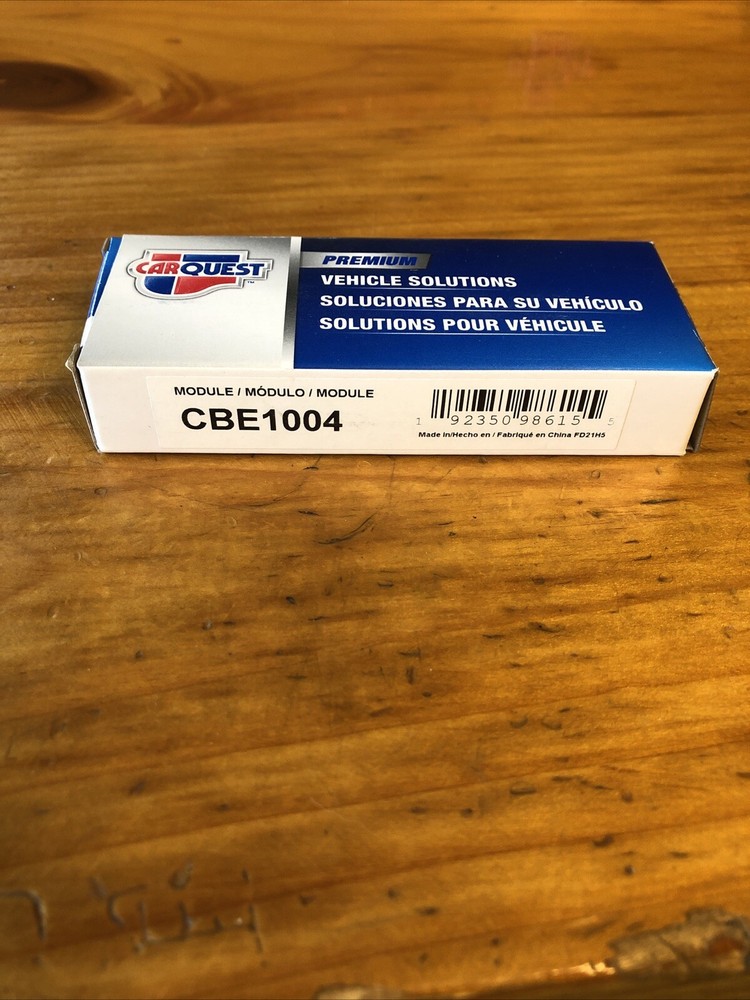 CARQUEST™
PREMIUM
VEHICLE SOLUTIONS
SOLUCIONES PARA SU VEHÍCULO
SOLUTIONS POUR VÉHICULE
MODULE / MÓDULO / MODULE
CBE1004
1 92350 98615 5
Made in/Hecho en / Fabriqué en China FD21H5